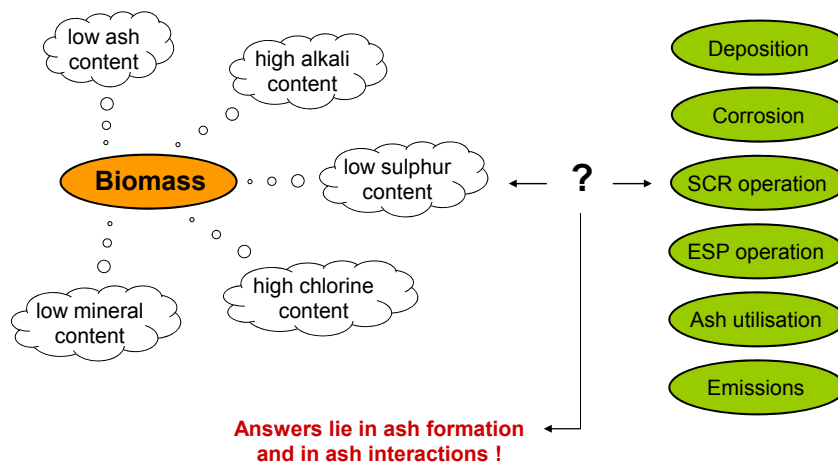 low ash
content
high alkali
content
Biomass
low sulphur
content
low mineral
content
high chlorine
content
?
Deposition
Corrosion
SCR operation
ESP operation
Ash utilisation
Emissions
Answers lie in ash formation
and in ash interactions !